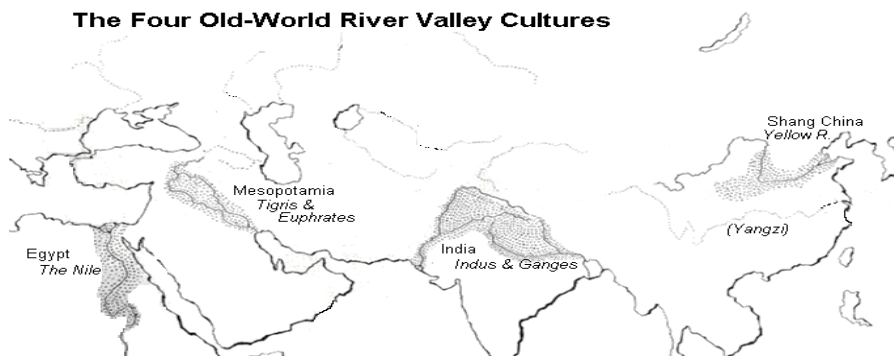 The Four Old-World River Valley Cultures
Shang China
Yellow R.
Mesopotamia
Tigris &
Euphrates
Egypt
The Nile
India
Indus & Ganges
(Yangzi)